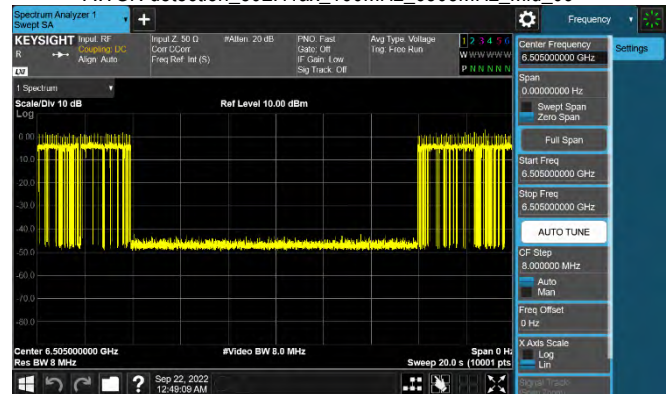 Spectrum Analyzer 1
Swept SA
+
Frequency
KEYSIGHT
R
LXI
Input: RF
Coupling: DC
Align: Auto
Input Z: 50 Ω
Corr CCorr
Freq Ref: Int (S)
#Atten: 20 dB
PNO: Fast
Gate: Off
IF Gain: Low
Sig Track: Off
Avg Type: Voltage
Trig: Free Run
1 2 3 4 5 6
W W W W W W
P N N N N N
Center Frequency
6.505000000 GHz
Settings
1 Spectrum
Scale/Div 10 dB
Ref Level 10.00 dBm
Log
0.00
-10.0
-20.0
-30.0
-40.0
-50.0
-60.0
-70.0
-80.0
Span
0.00000000 Hz
Swept Span
Zero Span
Full Span
Start Freq
6.505000000 GHz
Stop Freq
6.505000000 GHz
AUTO TUNE
CF Step
8.000000 MHz
Auto
Man
Freq Offset
0 Hz
X Axis Scale
Log
Lin
Signal Track
Center 6.505000000 GHz
#Video BW 8.0 MHz
Span 0 Hz
Res BW 8 MHz
Sweep 20.0 s (10001 pts
?
Sep 22, 2022
12:49:09 AM